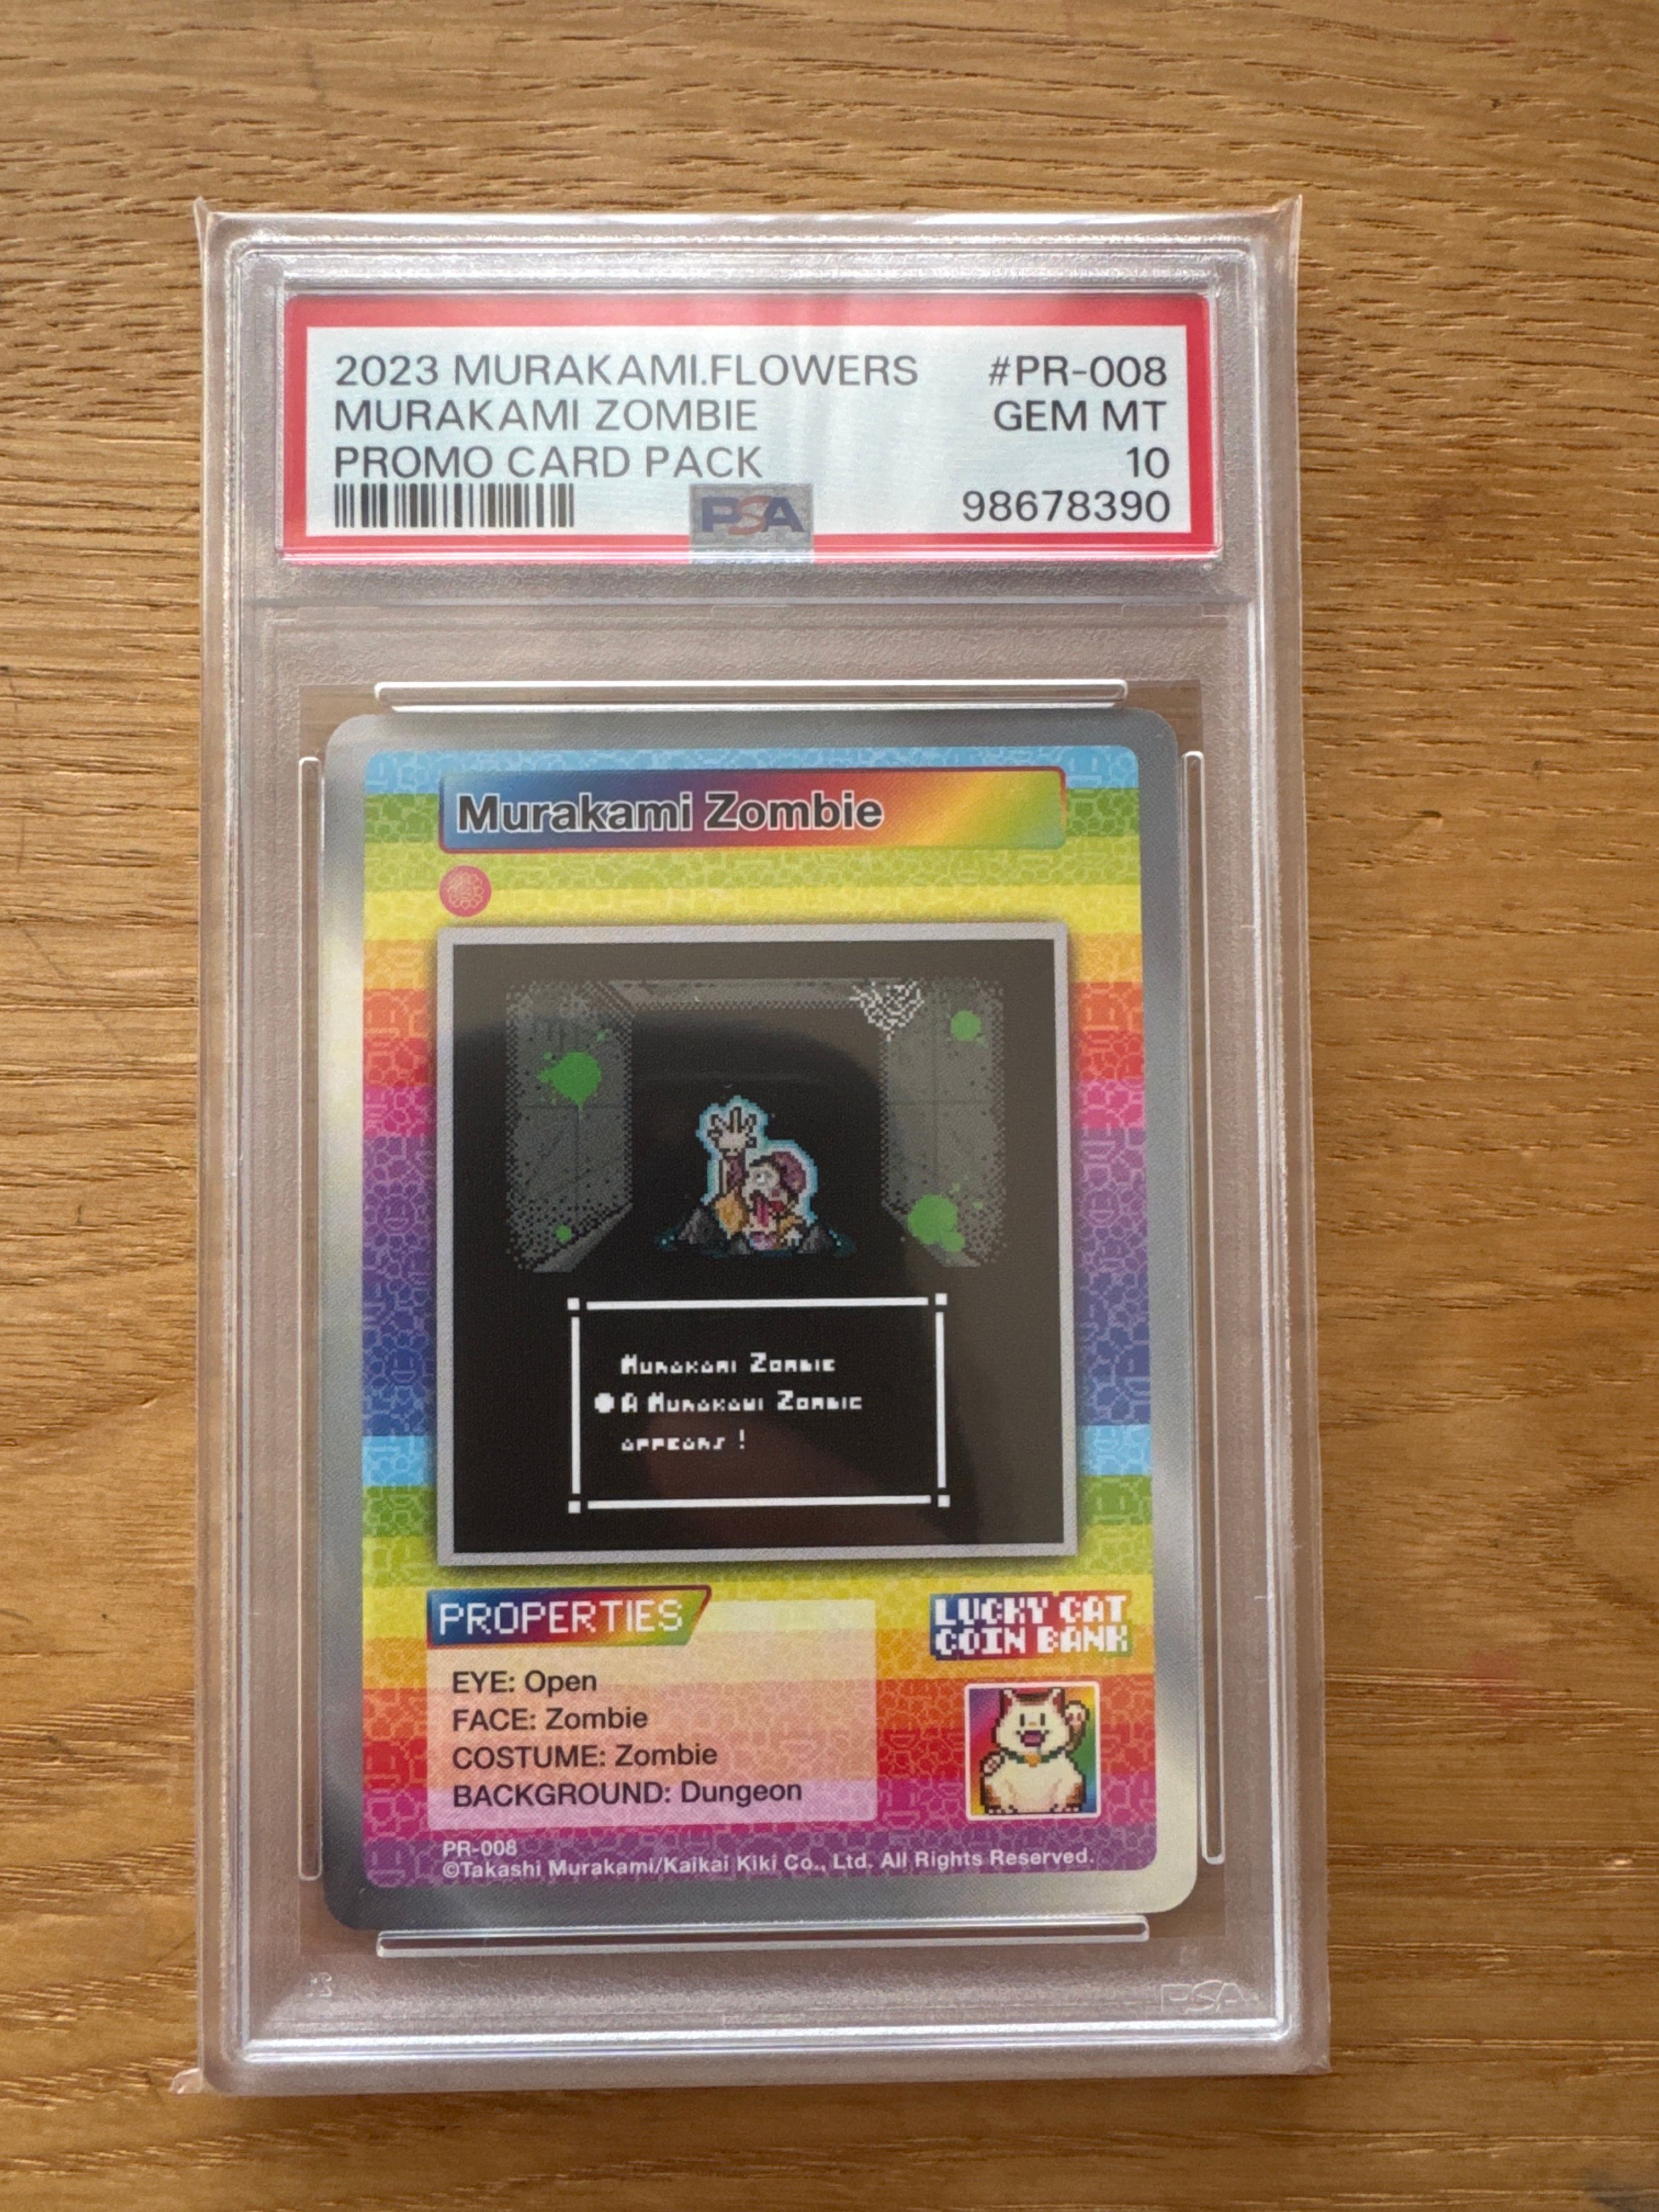 2023 MURAKAMI.FLOWERS #PR-008
MURAKAMI ZOMBIE GEM MT
PROMO CARD PACK 10
PSA 98678390
Murakami Zombie
Murakami Zombie
A Murakami Zombie
appears!
PROPERTIES
LUCKY CAT
COIN BANK
EYE: Open
FACE: Zombie
COSTUME: Zombie
BACKGROUND: Dungeon
PR-008
©Takashi Murakami/Kaikai Kiki Co., Ltd. All Rights Reserved.
PSA